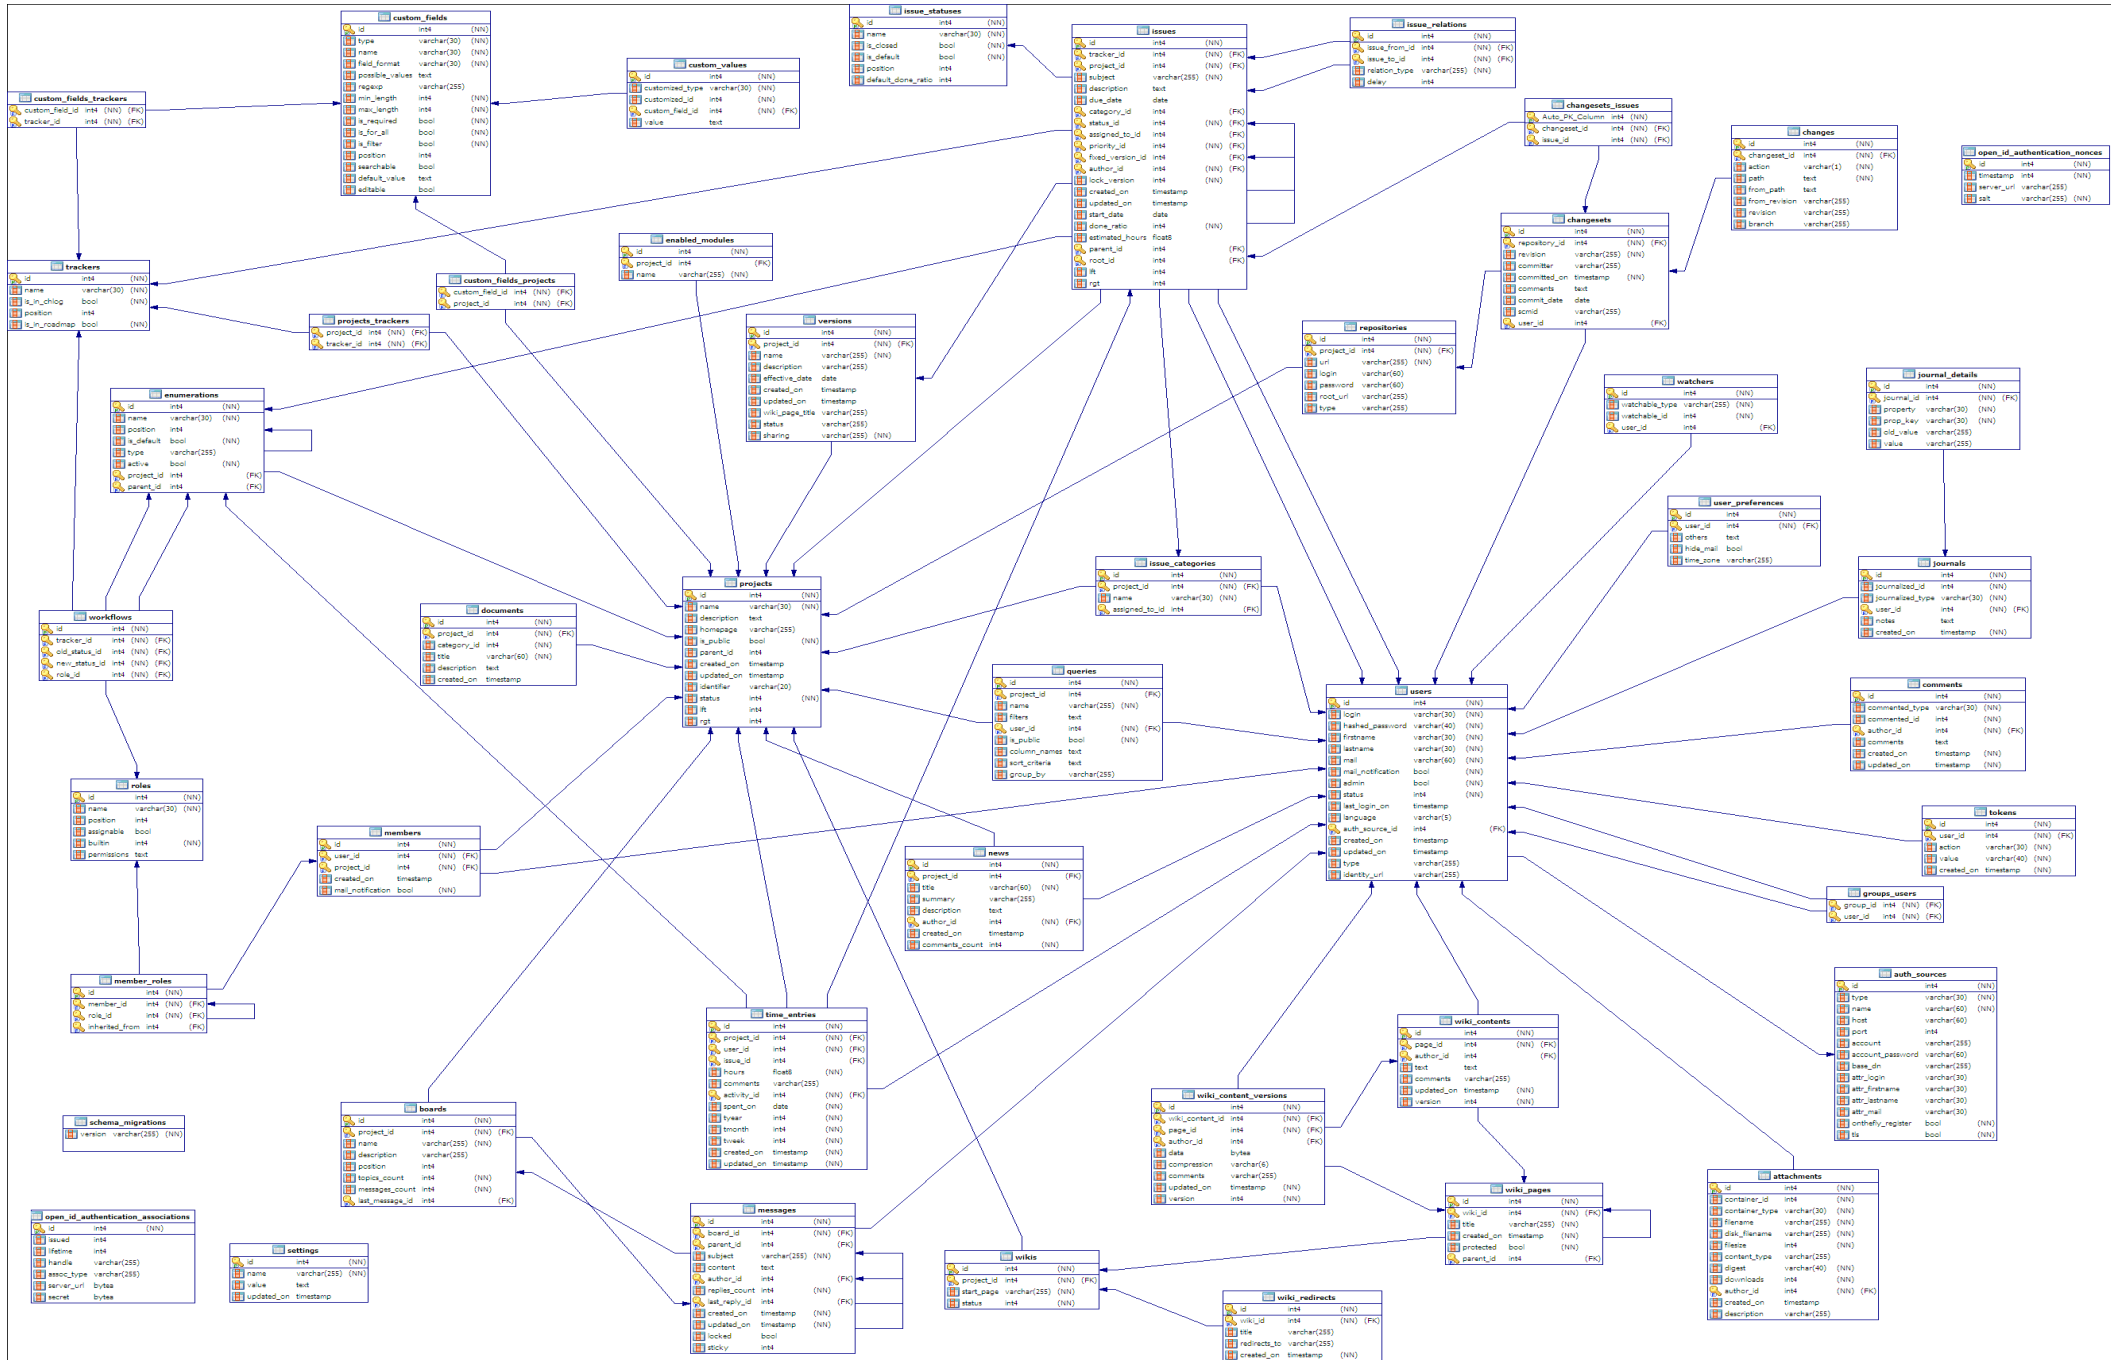 custom_fields
id int4 (NN)
type varchar(30) (NN)
name varchar(30) (NN)
field_format varchar(30) (NN)
possible_values text
regexp varchar(255)
min_length int4 (NN)
max_length int4 (NN)
is_required bool (NN)
is_for_all bool (NN)
is_filter bool (NN)
position int4
searchable bool
default_value text
editable bool
issue_statuses
id int4 (NN)
name varchar(30) (NN)
is_closed bool (NN)
is_default bool (NN)
position int4
default_done_ratio int4
issues
id int4 (NN)
tracker_id int4 (NN) (FK)
project_id int4 (NN) (FK)
subject varchar(255) (NN)
description text
due_date date
category_id int4 (FK)
status_id int4 (NN) (FK)
assigned_to_id int4 (FK)
priority_id int4 (NN) (FK)
fixed_version_id int4 (FK)
author_id int4 (NN) (FK)
lock_version int4 (NN)
created_on timestamp
updated_on timestamp
start_date date
done_ratio int4 (NN)
estimated_hours float8
parent_id int4 (FK)
root_id int4 (FK)
lft int4
rgt int4
issue_relations
id int4 (NN)
issue_from_id int4 (NN) (FK)
issue_to_id int4 (NN) (FK)
relation_type varchar(255) (NN)
delay int4
custom_values
id int4 (NN)
customized_type varchar(30) (NN)
customized_id int4 (NN)
custom_field_id int4 (NN) (FK)
value text
custom_fields_trackers
custom_field_id int4 (NN) (FK)
tracker_id int4 (NN) (FK)
changesets_issues
Auto_PK_Column int4 (NN)
changeset_id int4 (NN) (FK)
issue_id int4 (NN) (FK)
changes
id int4 (NN)
changeset_id int4 (NN) (FK)
action varchar(1) (NN)
path text (NN)
from_path text
from_revision varchar(255)
revision varchar(255)
branch varchar(255)
open_id_authentication_nonces
id int4 (NN)
timestamp int4 (NN)
server_url varchar(255)
salt varchar(255) (NN)
changesets
id int4 (NN)
repository_id int4 (NN) (FK)
revision varchar(255) (NN)
committer varchar(255)
committed_on timestamp (NN)
comments text
commit_date date
scmid varchar(255)
user_id int4 (FK)
enabled_modules
id int4 (NN)
project_id int4 (FK)
name varchar(255) (NN)
trackers
id int4 (NN)
name varchar(30) (NN)
is_in_chlog bool (NN)
position int4
is_in_roadmap bool (NN)
custom_fields_projects
custom_field_id int4 (NN) (FK)
project_id int4 (NN) (FK)
projects_trackers
project_id int4 (NN) (FK)
tracker_id int4 (NN) (FK)
versions
id int4 (NN)
project_id int4 (NN) (FK)
name varchar(255) (NN)
description varchar(255)
effective_date date
created_on timestamp
updated_on timestamp
wiki_page_title varchar(255)
status varchar(255)
sharing varchar(255) (NN)
repositories
id int4 (NN)
project_id int4 (NN) (FK)
url varchar(255) (NN)
login varchar(60)
password varchar(60)
root_url varchar(255)
type varchar(255)
enumerations
id int4 (NN)
name varchar(30) (NN)
position int4
is_default bool (NN)
type varchar(255)
active bool (NN)
project_id int4 (FK)
parent_id int4 (FK)
watchers
id int4 (NN)
watchable_type varchar(255) (NN)
watchable_id int4 (NN)
user_id int4 (FK)
journal_details
id int4 (NN)
journal_id int4 (NN) (FK)
property varchar(30) (NN)
prop_key varchar(30) (NN)
old_value varchar(255)
value varchar(255)
user_preferences
id int4 (NN)
user_id int4 (NN) (FK)
others text
hide_mail bool
time_zone varchar(255)
journals
id int4 (NN)
journalized_id int4 (NN)
journalized_type varchar(30) (NN)
user_id int4 (NN) (FK)
notes text
created_on timestamp (NN)
issue_categories
id int4 (NN)
project_id int4 (NN) (FK)
name varchar(30) (NN)
assigned_to_id int4 (FK)
projects
id int4 (NN)
name varchar(30) (NN)
description text
homepage varchar(255)
is_public bool (NN)
parent_id int4
created_on timestamp
updated_on timestamp
identifier varchar(20)
status int4 (NN)
lft int4
rgt int4
documents
id int4 (NN)
project_id int4 (NN) (FK)
category_id int4 (NN)
title varchar(60) (NN)
description text
created_on timestamp
workflows
id int4 (NN)
tracker_id int4 (NN) (FK)
old_status_id int4 (NN) (FK)
new_status_id int4 (NN) (FK)
role_id int4 (NN) (FK)
queries
id int4 (NN)
project_id int4 (FK)
name varchar(255) (NN)
filters text
user_id int4 (NN) (FK)
is_public bool (NN)
column_names text
sort_criteria text
group_by varchar(255)
users
id int4 (NN)
login varchar(30) (NN)
hashed_password varchar(40) (NN)
firstname varchar(30) (NN)
lastname varchar(30) (NN)
mail varchar(60) (NN)
mail_notification bool (NN)
admin bool (NN)
status int4 (NN)
last_login_on timestamp
language varchar(5)
auth_source_id int4 (FK)
created_on timestamp
updated_on timestamp
type varchar(255)
identity_url varchar(255)
comments
id int4 (NN)
commented_type varchar(30) (NN)
commented_id int4 (NN)
author_id int4 (NN) (FK)
comments text
created_on timestamp (NN)
updated_on timestamp (NN)
roles
id int4 (NN)
name varchar(30) (NN)
position int4
assignable bool
builtin int4 (NN)
permissions text
members
id int4 (NN)
user_id int4 (NN) (FK)
project_id int4 (NN) (FK)
created_on timestamp
mail_notification bool (NN)
news
id int4 (NN)
project_id int4 (FK)
title varchar(60) (NN)
summary varchar(255)
description text
author_id int4 (NN) (FK)
created_on timestamp
comments_count int4 (NN)
tokens
id int4 (NN)
user_id int4 (NN) (FK)
action varchar(30) (NN)
value varchar(40) (NN)
created_on timestamp (NN)
groups_users
group_id int4 (NN) (FK)
user_id int4 (NN) (FK)
member_roles
id int4 (NN)
member_id int4 (NN) (FK)
role_id int4 (NN) (FK)
inherited_from int4 (FK)
auth_sources
id int4 (NN)
type varchar(30) (NN)
name varchar(60) (NN)
host varchar(60)
port int4
account varchar(255)
account_password varchar(60)
base_dn varchar(255)
attr_login varchar(30)
attr_firstname varchar(30)
attr_lastname varchar(30)
attr_mail varchar(30)
onthefly_register bool (NN)
tls bool (NN)
time_entries
id int4 (NN)
project_id int4 (NN) (FK)
user_id int4 (NN) (FK)
issue_id int4 (FK)
hours float8 (NN)
comments varchar(255)
activity_id int4 (NN) (FK)
spent_on date (NN)
tyear int4 (NN)
tmonth int4 (NN)
tweek int4 (NN)
created_on timestamp (NN)
updated_on timestamp (NN)
wiki_contents
id int4 (NN)
page_id int4 (NN) (FK)
author_id int4 (FK)
text text
comments varchar(255)
updated_on timestamp (NN)
version int4 (NN)
wiki_content_versions
id int4 (NN)
wiki_content_id int4 (NN) (FK)
page_id int4 (NN) (FK)
author_id int4 (FK)
data bytea
compression varchar(6)
comments varchar(255)
updated_on timestamp (NN)
version int4 (NN)
schema_migrations
version varchar(255) (NN)
boards
id int4 (NN)
project_id int4 (NN) (FK)
name varchar(255) (NN)
description varchar(255)
position int4
topics_count int4 (NN)
messages_count int4 (NN)
last_message_id int4 (FK)
attachments
id int4 (NN)
container_id int4 (NN)
container_type varchar(30) (NN)
filename varchar(255) (NN)
disk_filename varchar(255) (NN)
filesize int4 (NN)
content_type varchar(255)
digest varchar(40) (NN)
downloads int4 (NN)
author_id int4 (NN) (FK)
created_on timestamp
description varchar(255)
wiki_pages
id int4 (NN)
wiki_id int4 (NN) (FK)
title varchar(255) (NN)
created_on timestamp (NN)
protected bool (NN)
parent_id int4 (FK)
open_id_authentication_associations
id int4 (NN)
issued int4
lifetime int4
handle varchar(255)
assoc_type varchar(255)
server_url bytea
secret bytea
settings
id int4 (NN)
name varchar(255) (NN)
value text
updated_on timestamp
messages
id int4 (NN)
board_id int4 (NN) (FK)
parent_id int4 (FK)
subject varchar(255) (NN)
content text
author_id int4 (FK)
replies_count int4 (NN)
last_reply_id int4 (FK)
created_on timestamp (NN)
updated_on timestamp (NN)
locked bool
sticky int4
wikis
id int4 (NN)
project_id int4 (NN) (FK)
start_page varchar(255) (NN)
status int4 (NN)
wiki_redirects
id int4 (NN)
wiki_id int4 (NN) (FK)
title varchar(255)
redirects_to varchar(255)
created_on timestamp (NN)